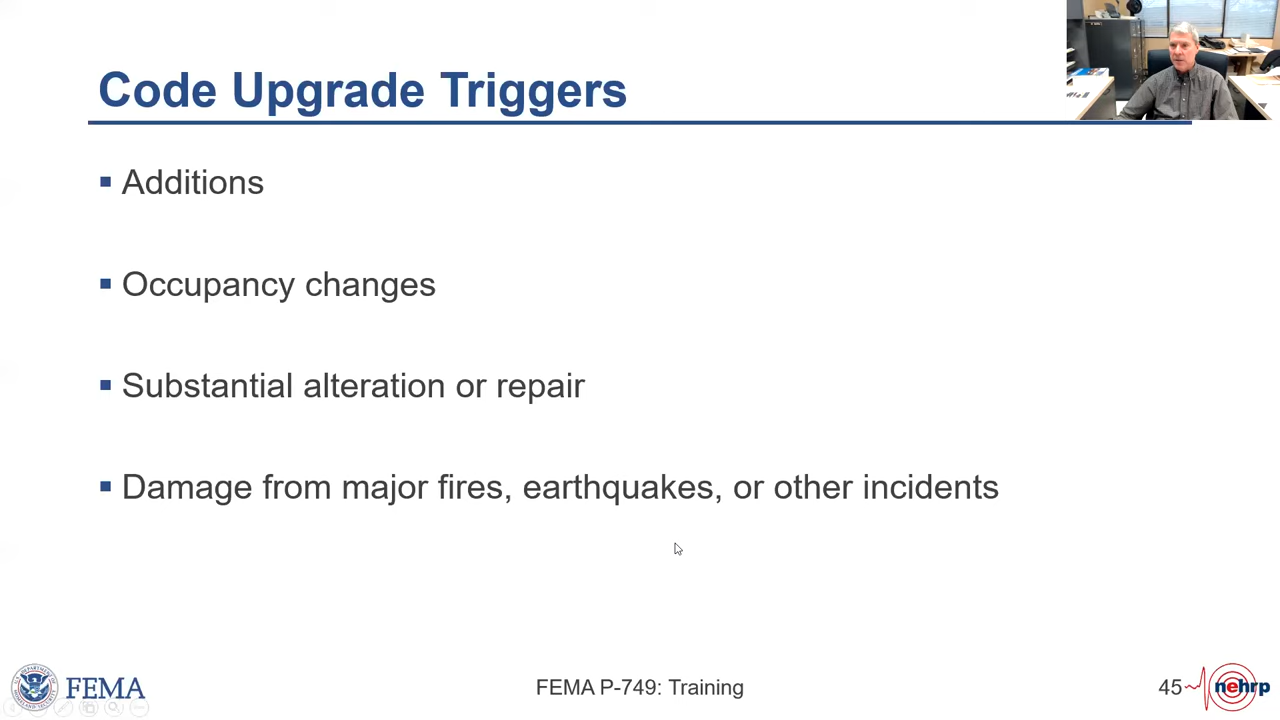 Code Upgrade Triggers
Additions
Occupancy changes
Substantial alteration or repair
Damage from major fires, earthquakes, or other incidents
FEMA
FEMA P-749: Training
45
nehrp